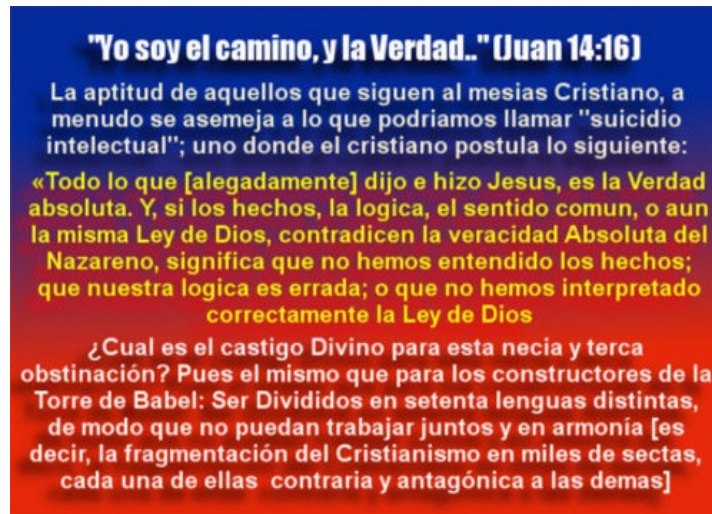 "Yo soy el camino, y la Verdad.." (Juan 14:16)
La aptitud de aquellos que siguen al mesias Cristiano, a
menudo se asemeja a lo que podriamos llamar "suicidio
intelectual"; uno donde el cristiano postula lo siguiente:
«Todo lo que [alegadamente] dijo e hizo Jesus, es la Verdad
absoluta. Y, si los hechos, la logica, el sentido comun, o aun
la misma Ley de Dios, contradicen la veracidad Absoluta del
Nazareno, significa que no hemos entendido los hechos;
que nuestra logica es errada; o que no hemos interpretado
correctamente la Ley de Dios
¿Cual es el castigo Divino para esta necia y terca
obstinación? Pues el mismo que para los constructores de la
Torre de Babel: Ser Divididos en setenta lenguas distintas,
de modo que no puedan trabajar juntos y en armonía [es
decir, la fragmentación del Cristianismo en miles de sectas,
cada una de ellas contraria y antagónica a las demas]